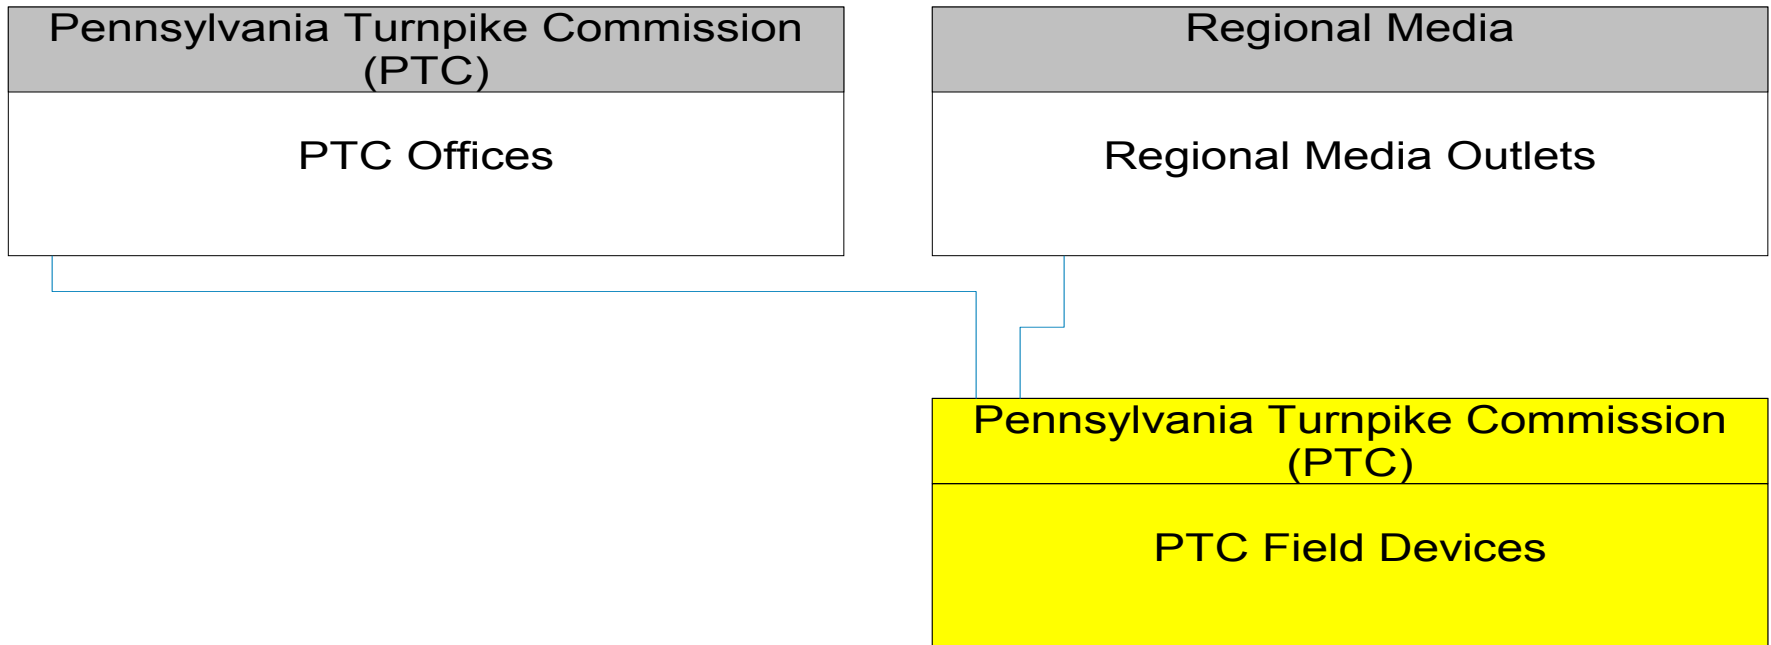 Pennsylvania Turnpike Commission
(PTC)
PTC Offices
Regional Media
Regional Media Outlets
Pennsylvania Turnpike Commission
(PTC)
PTC Field Devices